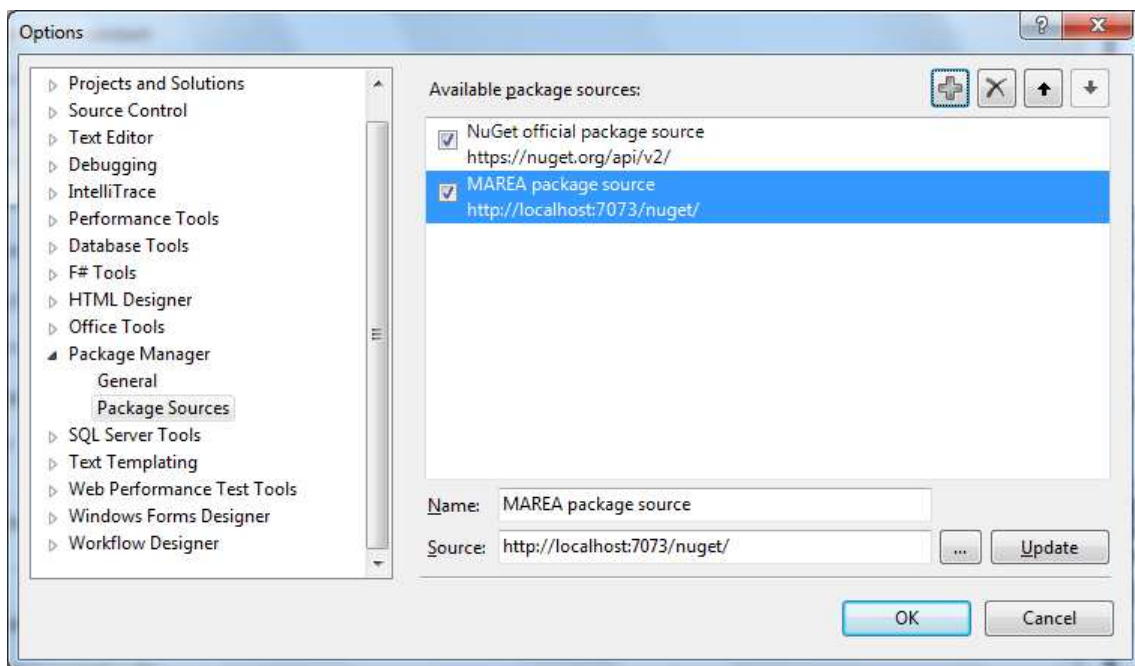 Options
Projects and Solutions
Source Control
Text Editor
Debugging
IntelliTrace
Performance Tools
Database Tools
F# Tools
HTML Designer
Office Tools
Package Manager
General
Package Sources
SQL Server Tools
Text Templating
Web Performance Test Tools
Windows Forms Designer
Workflow Designer
Available package sources:
NuGet official package source
https://nuget.org/api/v2/
MAREA package source
http://localhost:7073/nuget/
Name: MAREA package source
Source: http://localhost:7073/nuget/ ... Update
OK Cancel